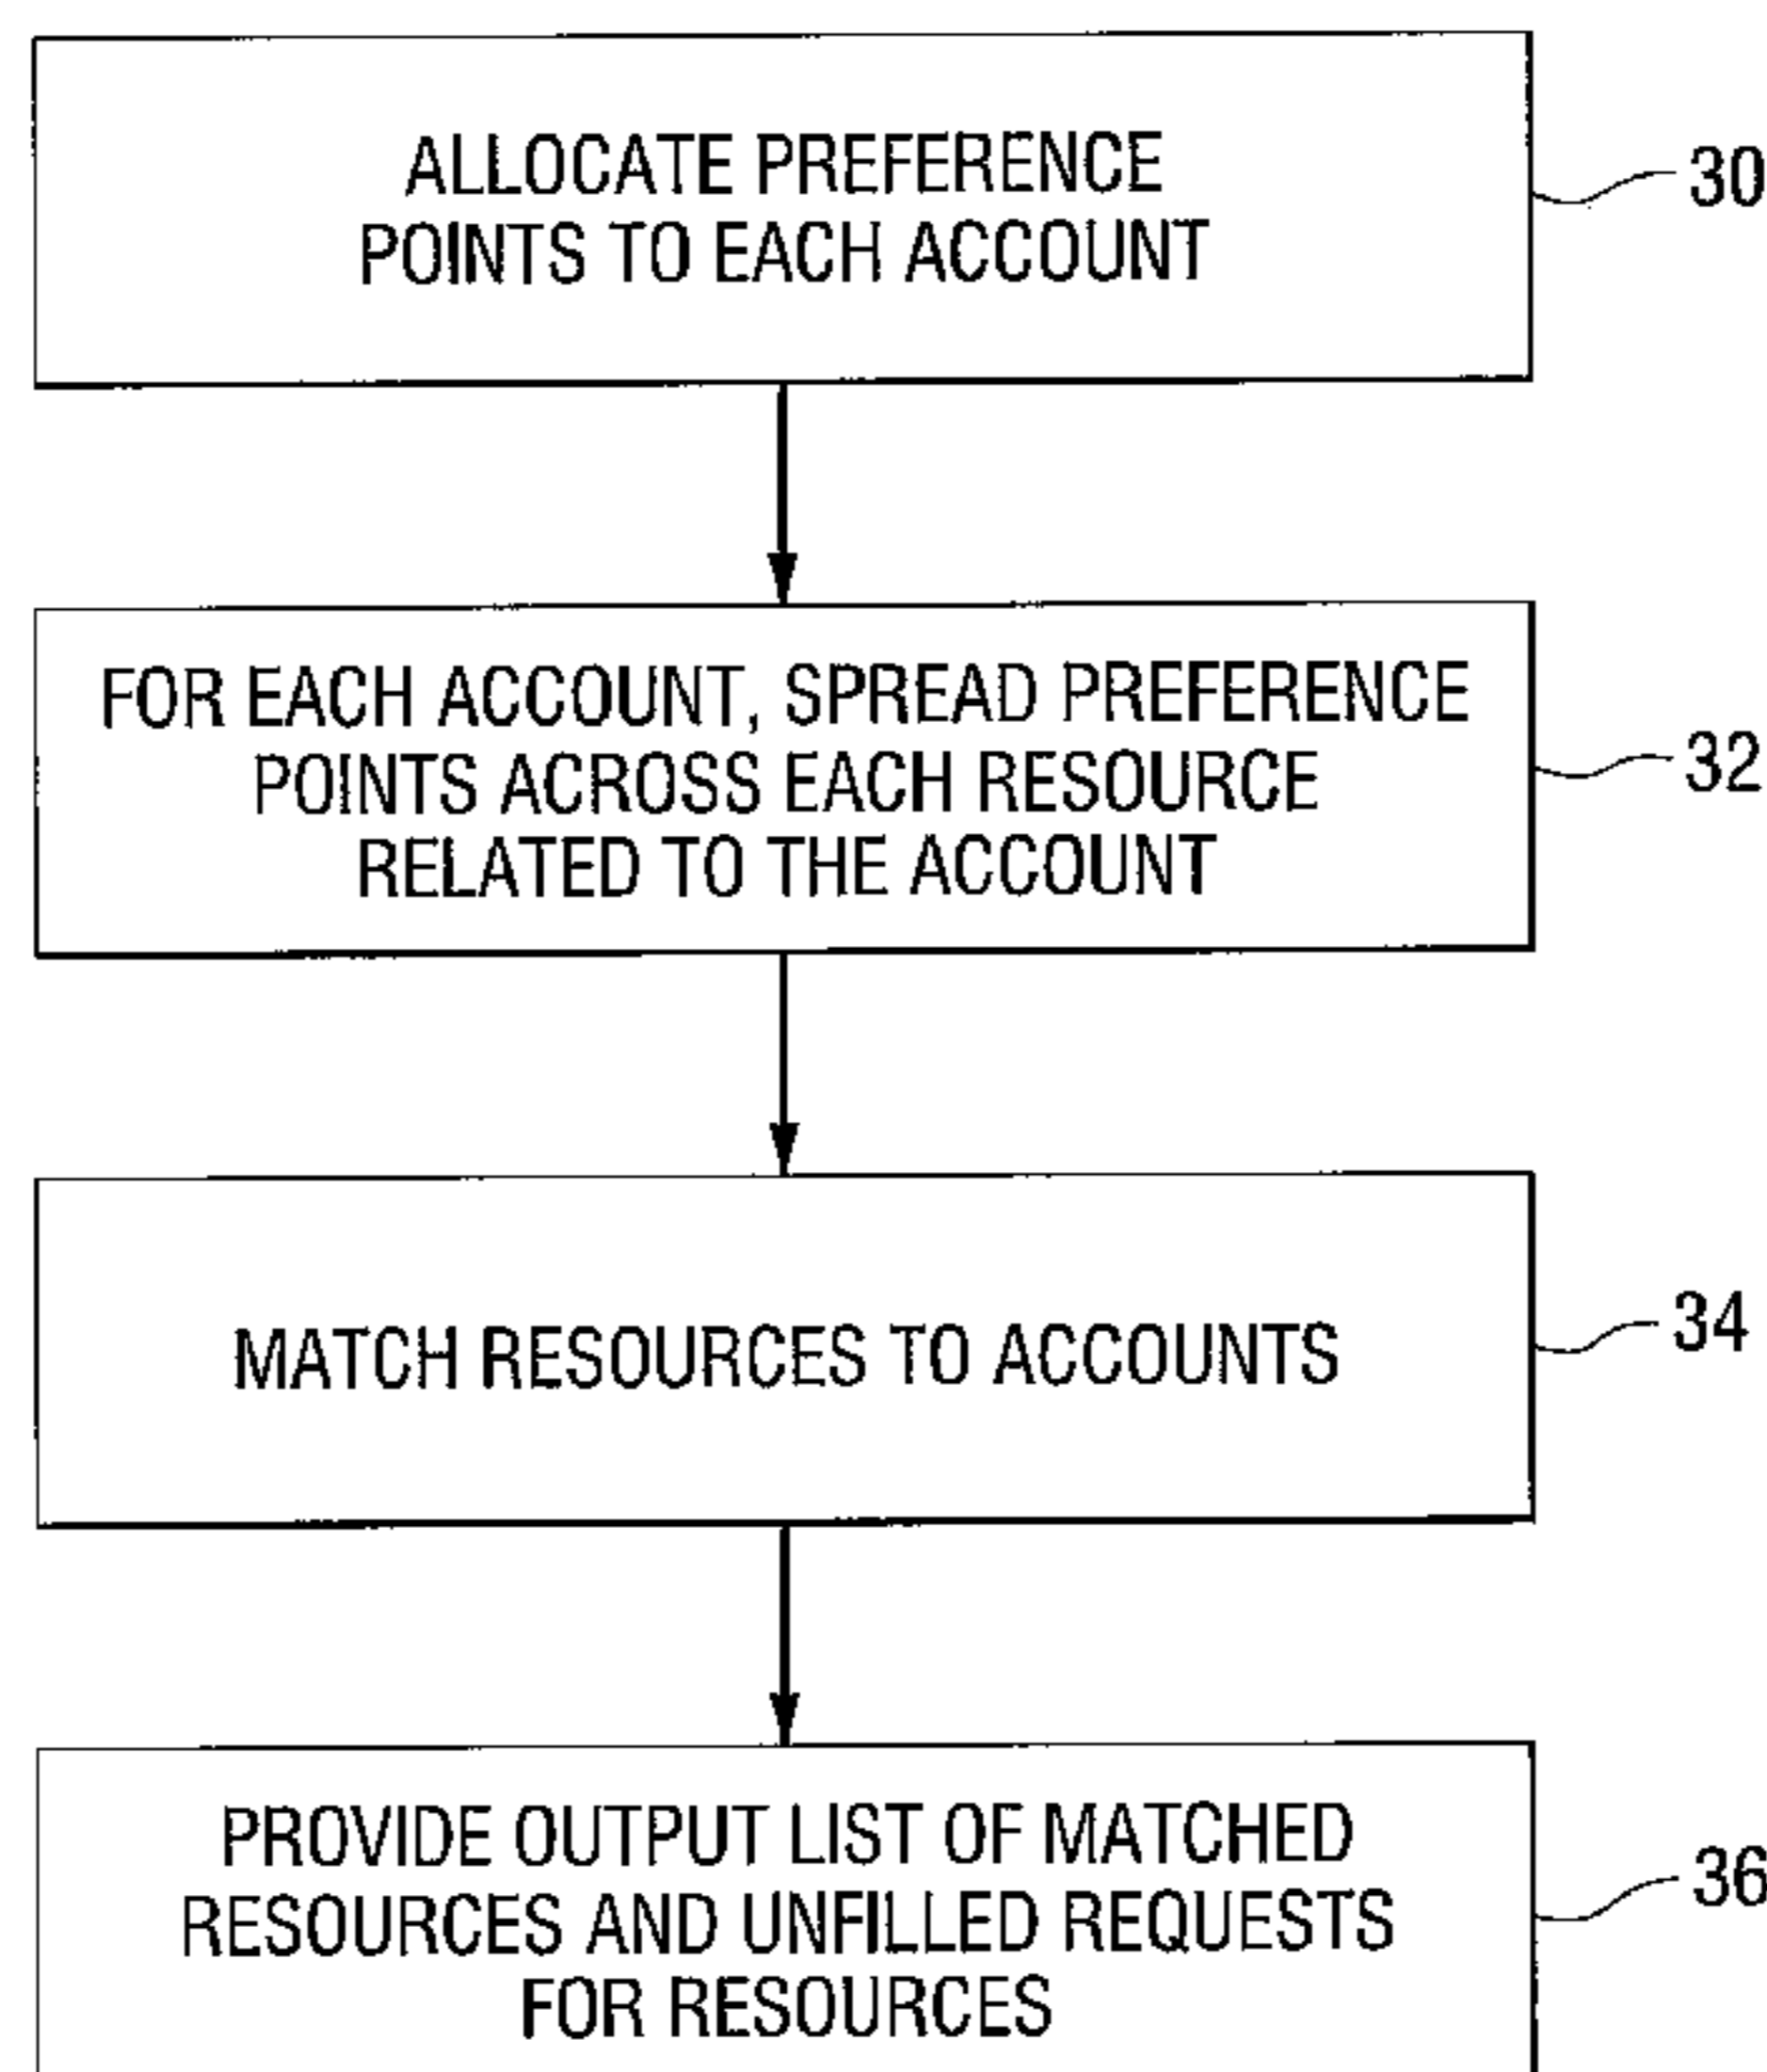 ALLOCATE PREFERENCE
POINTS TO EACH ACCOUNT
30
FOR EACH ACCOUNT, SPREAD PREFERENCE
POINTS ACROSS EACH RESOURCE
RELATED TO THE ACCOUNT
32
MATCH RESOURCES TO ACCOUNTS
34
PROVIDE OUTPUT LIST OF MATCHED
RESOURCES AND UNFILLED REQUESTS
FOR RESOURCES
36